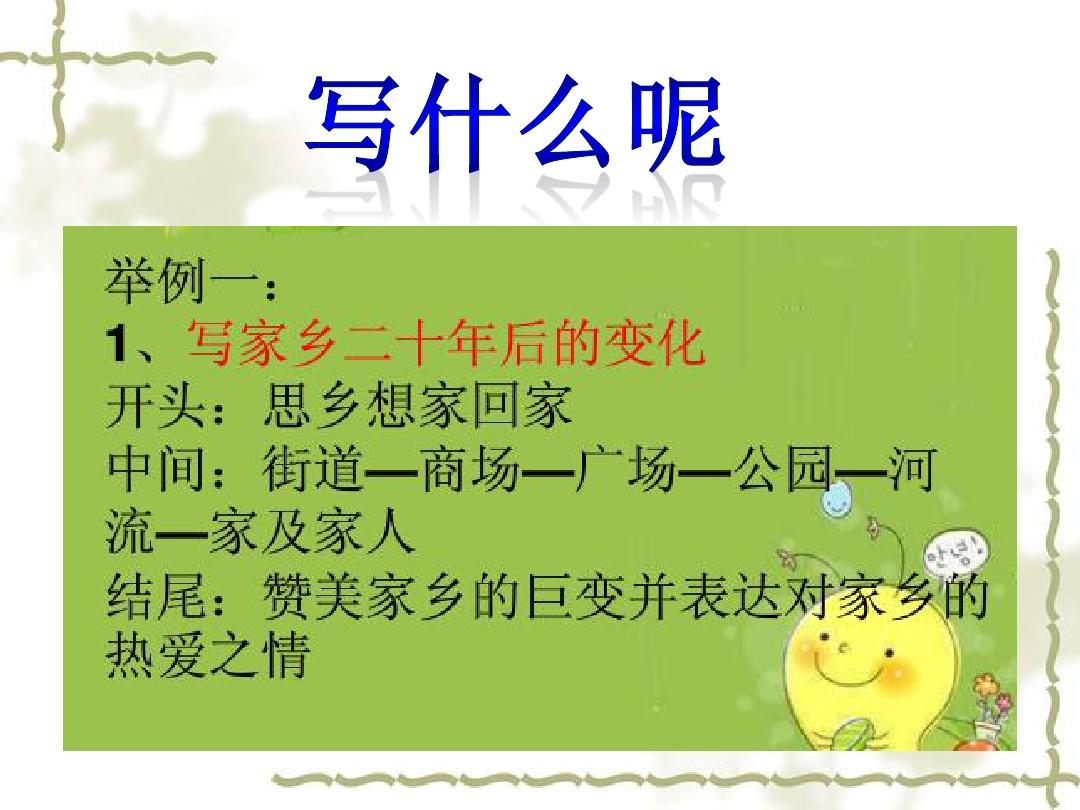 写什么呢
举例一：
1、写家乡二十年后的变化
开头：思乡想家回家
中间：街道—商场—广场—公园—河
流—家及家人
结尾：赞美家乡的巨变并表达对家乡的
热爱之情
안녕!